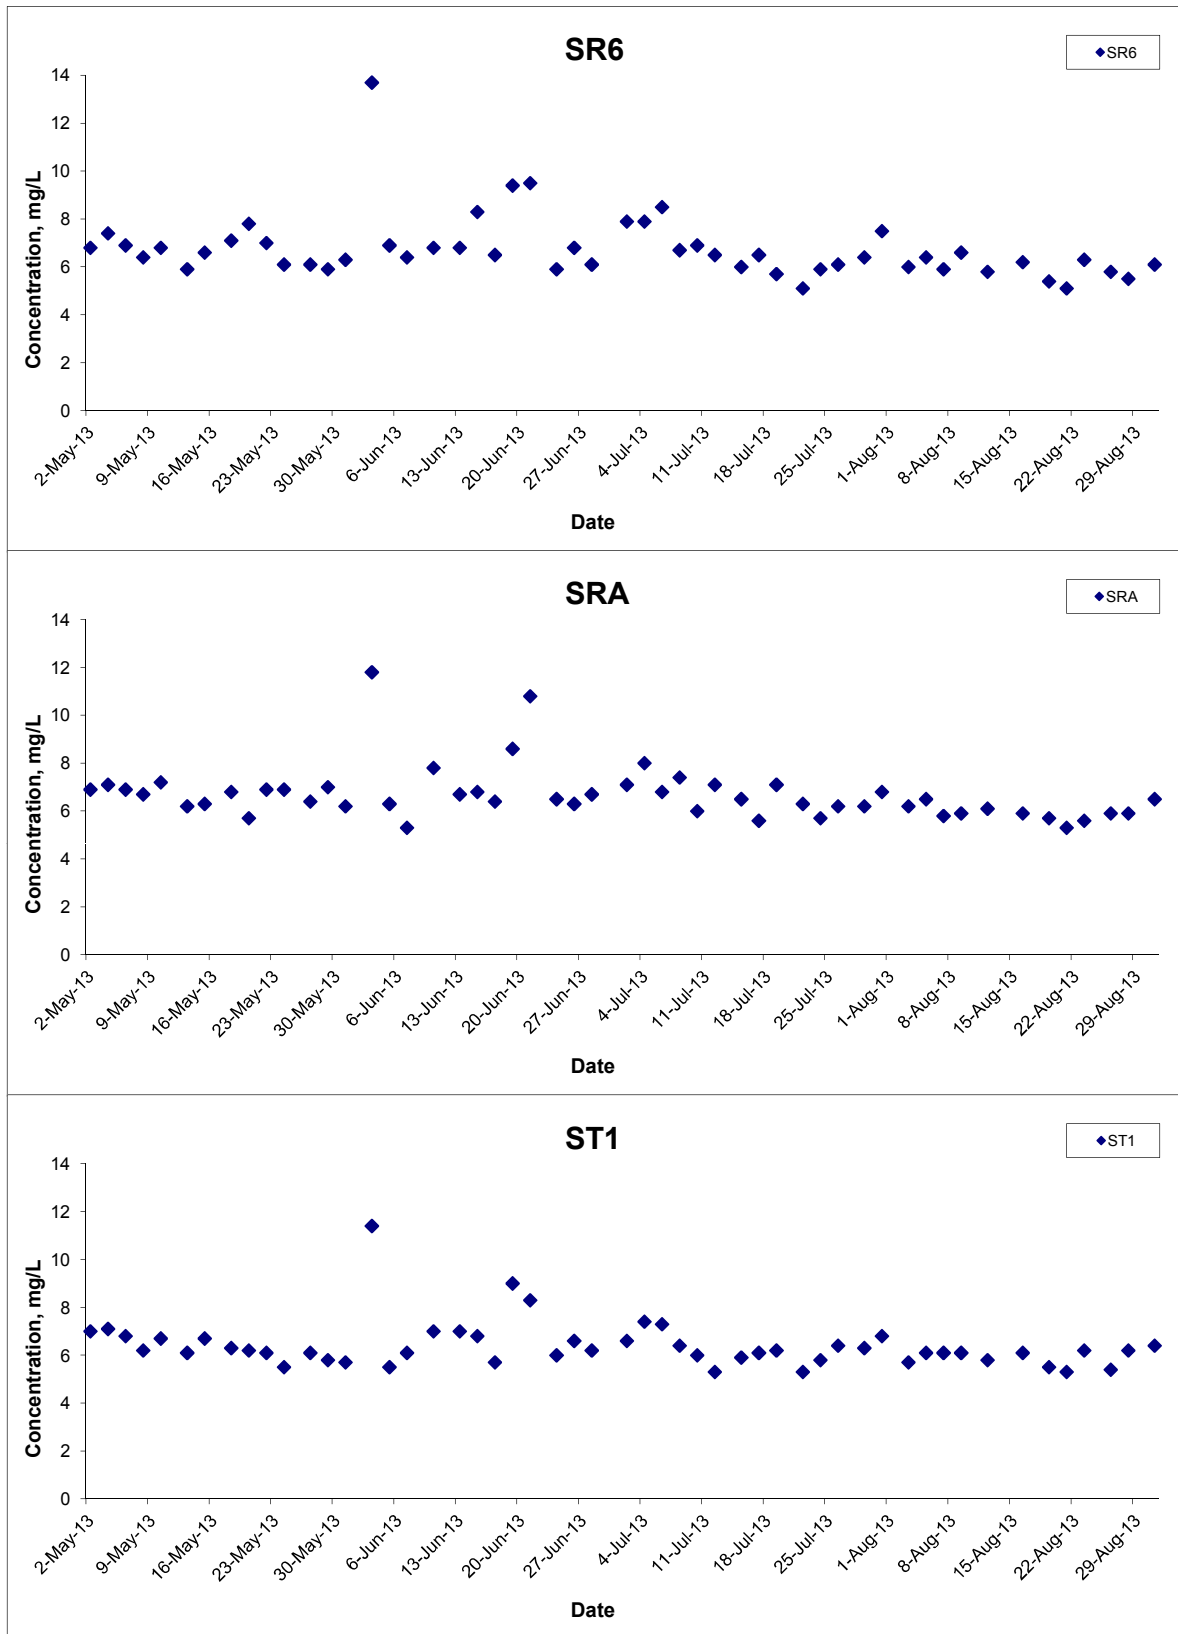 SR6
SR6
Concentration, mg/L
14
12
10
8
6
4
2
0
2-May-13
9-May-13
16-May-13
23-May-13
30-May-13
6-Jun-13
13-Jun-13
20-Jun-13
27-Jun-13
4-Jul-13
11-Jul-13
18-Jul-13
25-Jul-13
1-Aug-13
8-Aug-13
15-Aug-13
22-Aug-13
29-Aug-13
Date
SRA
SRA
Concentration, mg/L
14
12
10
8
6
4
2
0
2-May-13
9-May-13
16-May-13
23-May-13
30-May-13
6-Jun-13
13-Jun-13
20-Jun-13
27-Jun-13
4-Jul-13
11-Jul-13
18-Jul-13
25-Jul-13
1-Aug-13
8-Aug-13
15-Aug-13
22-Aug-13
29-Aug-13
Date
ST1
ST1
Concentration, mg/L
14
12
10
8
6
4
2
0
2-May-13
9-May-13
16-May-13
23-May-13
30-May-13
6-Jun-13
13-Jun-13
20-Jun-13
27-Jun-13
4-Jul-13
11-Jul-13
18-Jul-13
25-Jul-13
1-Aug-13
8-Aug-13
15-Aug-13
22-Aug-13
29-Aug-13
Date